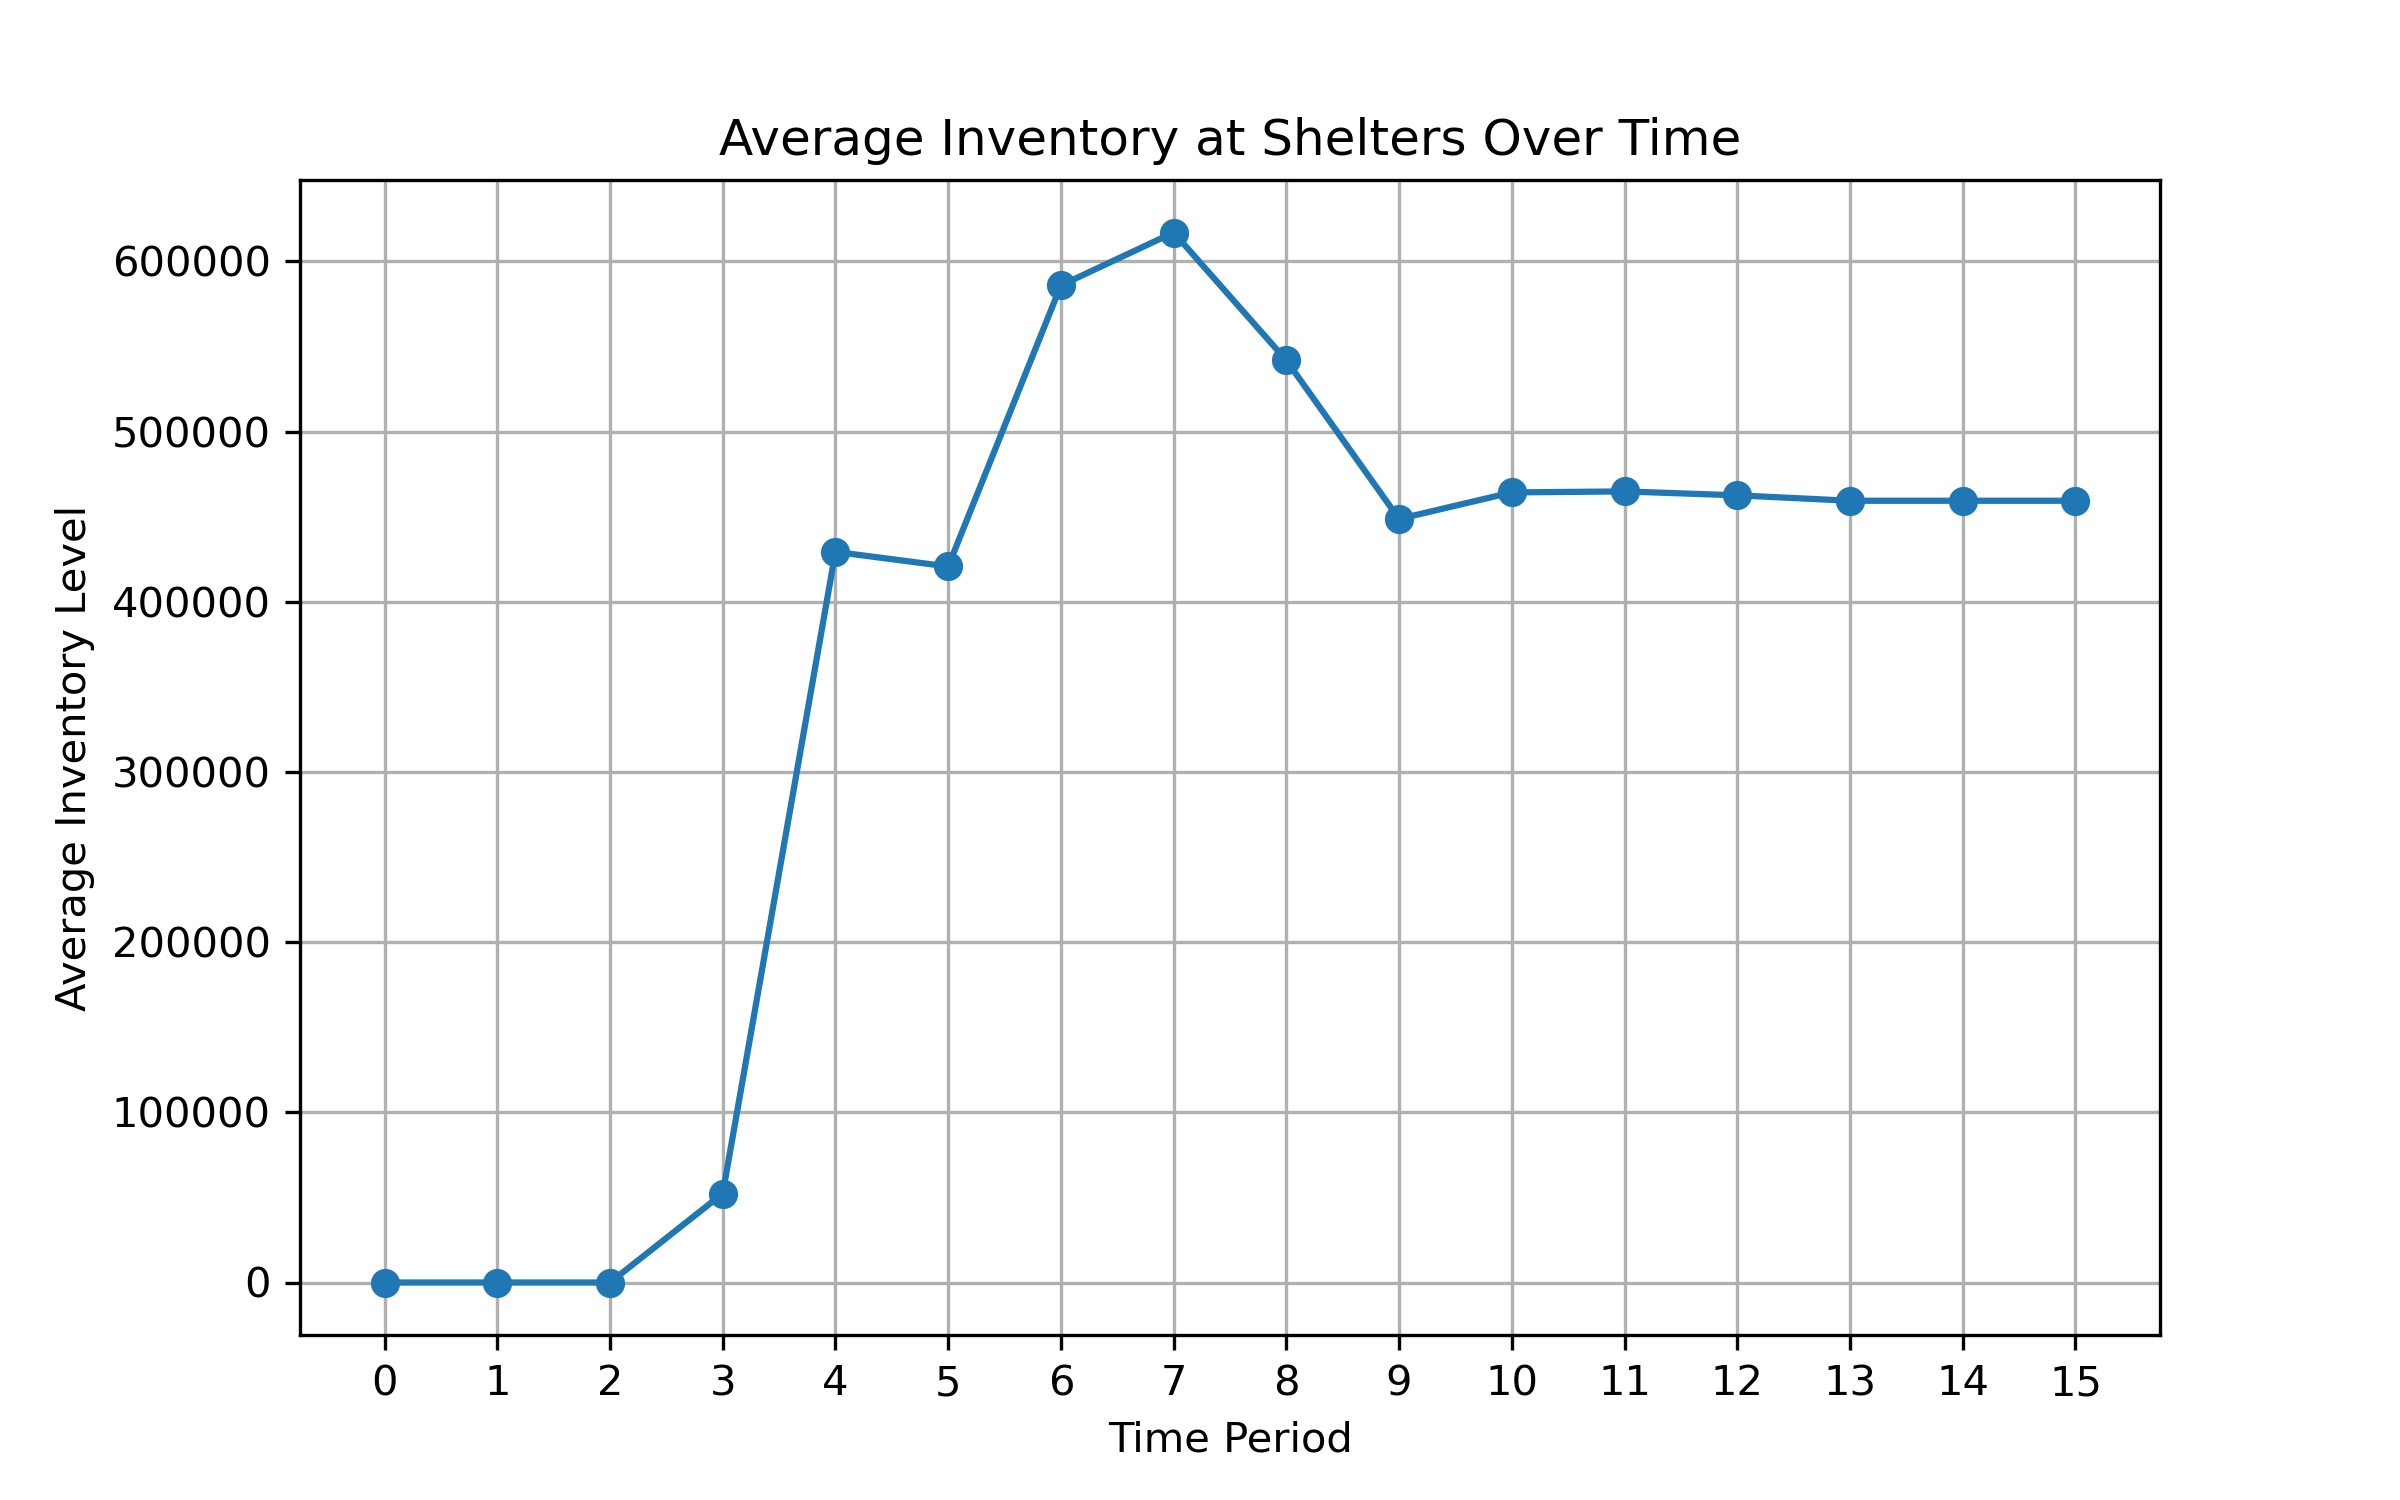 Average Inventory at Shelters Over Time
Average Inventory Level
600000
500000
400000
300000
200000
100000
0
0 1 2 3 4 5 6 7 8 9 10 11 12 13 14 15
Time Period